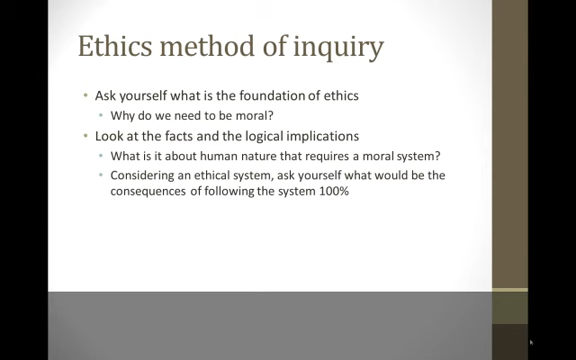 Ethics method of inquiry
• Ask yourself what is the foundation of ethics
• Why do we need to be moral?
• Look at the facts and the logical implications
• What is it about human nature that requires a moral system?
• Considering an ethical system, ask yourself what would be the
consequences of following the system 100%